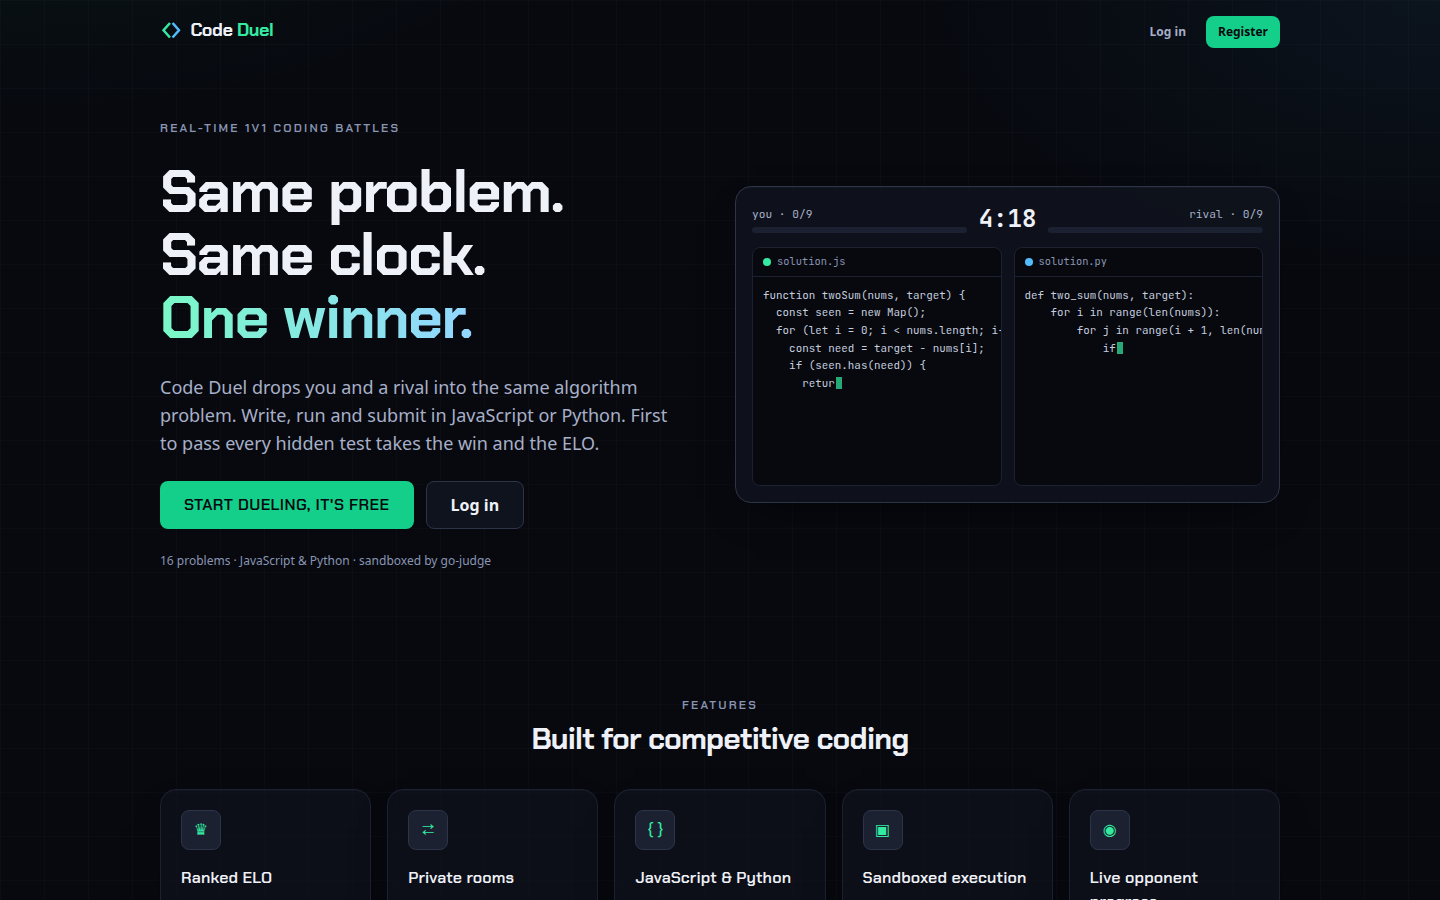 Code Duel
Log in
Register
REAL-TIME 1V1 CODING BATTLES
Same problem.
Same clock.
One winner.
Code Duel drops you and a rival into the same algorithm
problem. Write, run and submit in JavaScript or Python. First
to pass every hidden test takes the win and the ELO.
START DUELING, IT'S FREE
Log in
16 problems · JavaScript & Python · sandboxed by go-judge
you · 0/9
4:18
rival · 0/9
solution.js
function twoSum(nums, target) {
const seen = new Map();
for (let i = 0; i < nums.length; i
const need = target - nums[i];
if (seen.has(need)) {
retur
solution.py
def two_sum(nums, target):
for i in range(len(nums)):
for j in range(i + 1, len(nu
if
FEATURES
Built for competitive coding
♛
⇄
{ }
▣
◉
Ranked ELO
Private rooms
JavaScript & Python
Sandboxed execution
Live opponent